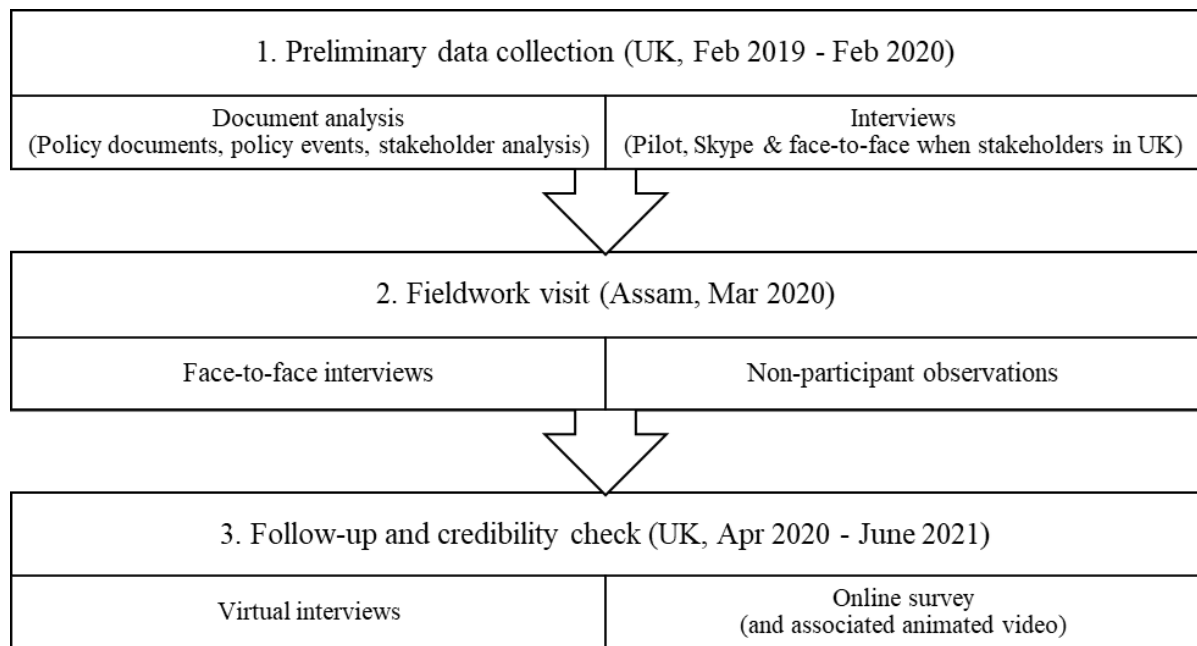 1. Preliminary data collection (UK, Feb 2019 - Feb 2020)
Document analysis
(Policy documents, policy events, stakeholder analysis)
Interviews
(Pilot, Skype & face-to-face when stakeholders in UK)
2. Fieldwork visit (Assam, Mar 2020)
Face-to-face interviews
Non-participant observations
3. Follow-up and credibility check (UK, Apr 2020 - June 2021)
Virtual interviews
Online survey
(and associated animated video)